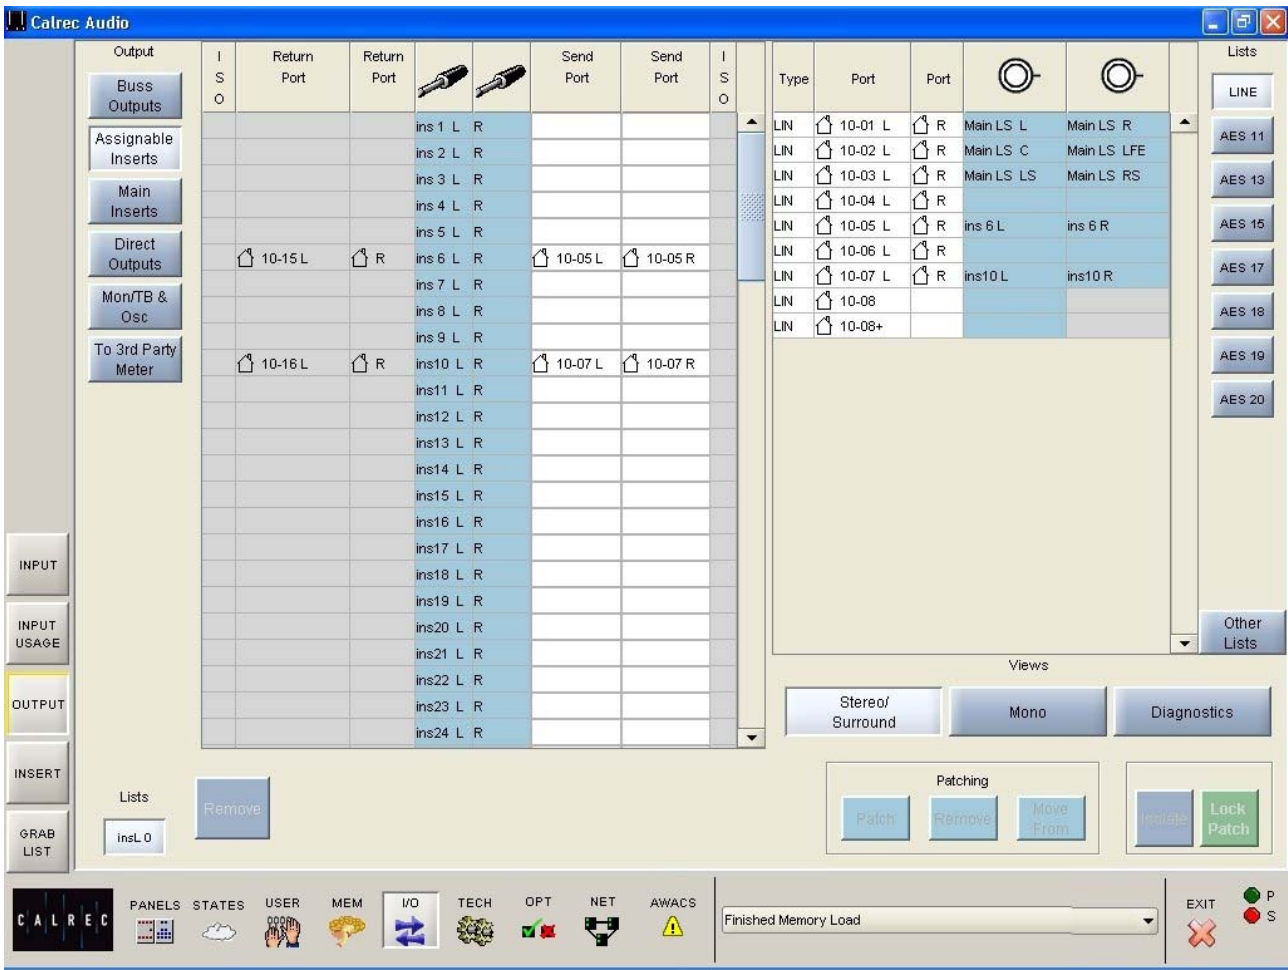 Calrec Audio
Output
Buss
Outputs
Assignable
Inserts
Main
Inserts
Direct
Outputs
Mon/TB &
Osc
To 3rd Party
Meter
I
S
O
Return
Port
Return
Port
Send
Port
Send
Port
I
S
O
ins 1 L R
ins 2 L R
ins 3 L R
ins 4 L R
ins 5 L R
10-15 L R ins 6 L R 10-05 L 10-05 R
ins 7 L R
ins 8 L R
ins 9 L R
10-16 L R ins10 L R 10-07 L 10-07 R
ins11 L R
ins12 L R
ins13 L R
ins14 L R
ins15 L R
ins16 L R
ins17 L R
ins18 L R
ins19 L R
ins20 L R
ins21 L R
ins22 L R
ins23 L R
ins24 L R
Type Port Port
LIN 10-01 L R Main LS L Main LS R
LIN 10-02 L R Main LS C Main LS LFE
LIN 10-03 L R Main LS LS Main LS RS
LIN 10-04 L R
LIN 10-05 L R ins 6 L ins 6 R
LIN 10-06 L R
LIN 10-07 L R ins10 L ins10 R
LIN 10-08
LIN 10-08+
Lists
LINE
AES 11
AES 13
AES 15
AES 17
AES 18
AES 19
AES 20
Other
Lists
Views
Stereo/
Surround
Mono
Diagnostics
Patching
Patch
Remove
Move
From
Isolate
Lock
Patch
INPUT
INPUT
USAGE
OUTPUT
INSERT
GRAB
LIST
Lists
insL 0
Remove
CALREC
PANELS STATES USER MEM I/O TECH OPT NET AWACS
Finished Memory Load
EXIT
P
S